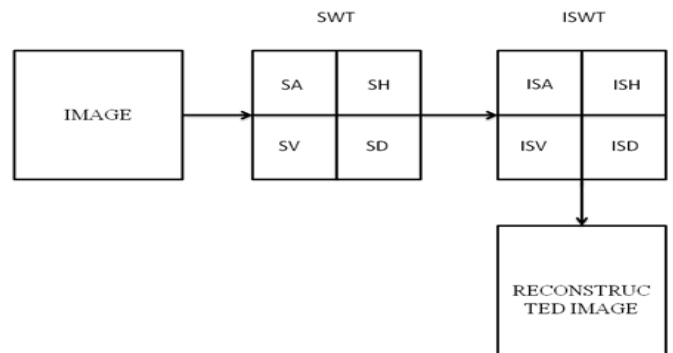 SWT
ISWT
IMAGE
SA
SH
SV
SD
ISA
ISH
ISV
ISD
RECONSTRUC
TED IMAGE